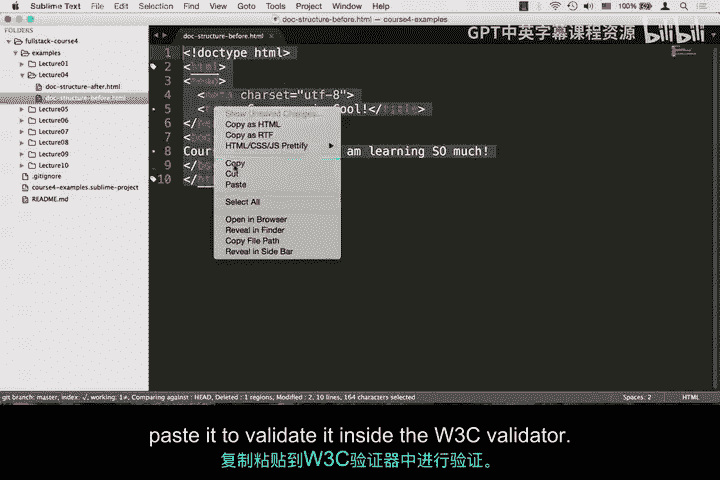 Sublime Text File Edit Selection Find View Goto Tools Project Window Help 100%
doc-structure-before.html — course4-examples
GPT中英字幕课程资源 bilibili
FOLDERS
fullstack-course4
examples
Lecture01
Lecture04
doc-structure-after.html
doc-structure-before.html
Lecture05
Lecture06
Lecture07
Lecture08
Lecture09
Lecture10
.gitignore
course4-examples.sublime-project
README.md
doc-structure-before.html
1 <!doctype html>
2 <html>
3
4 charset="utf-8">
5 Cool!</title>
6
7
8 Cour am learning SO much!
9
10
Show Unsaved Changes...
Copy as HTML
Copy as RTF
HTML/CSS/JS Prettify
Copy
Cut
Paste
Select All
Open in Browser
Reveal in Finder
Copy File Path
Reveal in Side Bar
git branch: master, index: √, working: 1≠, Comparing against : HEAD, Deleted : 1 regions, Modified : 2, 10 lines, 164 characters selected
Spaces: 2
HTML
paste it to validate it inside the W3C validator.
复制粘贴到W3C验证器中进行验证。